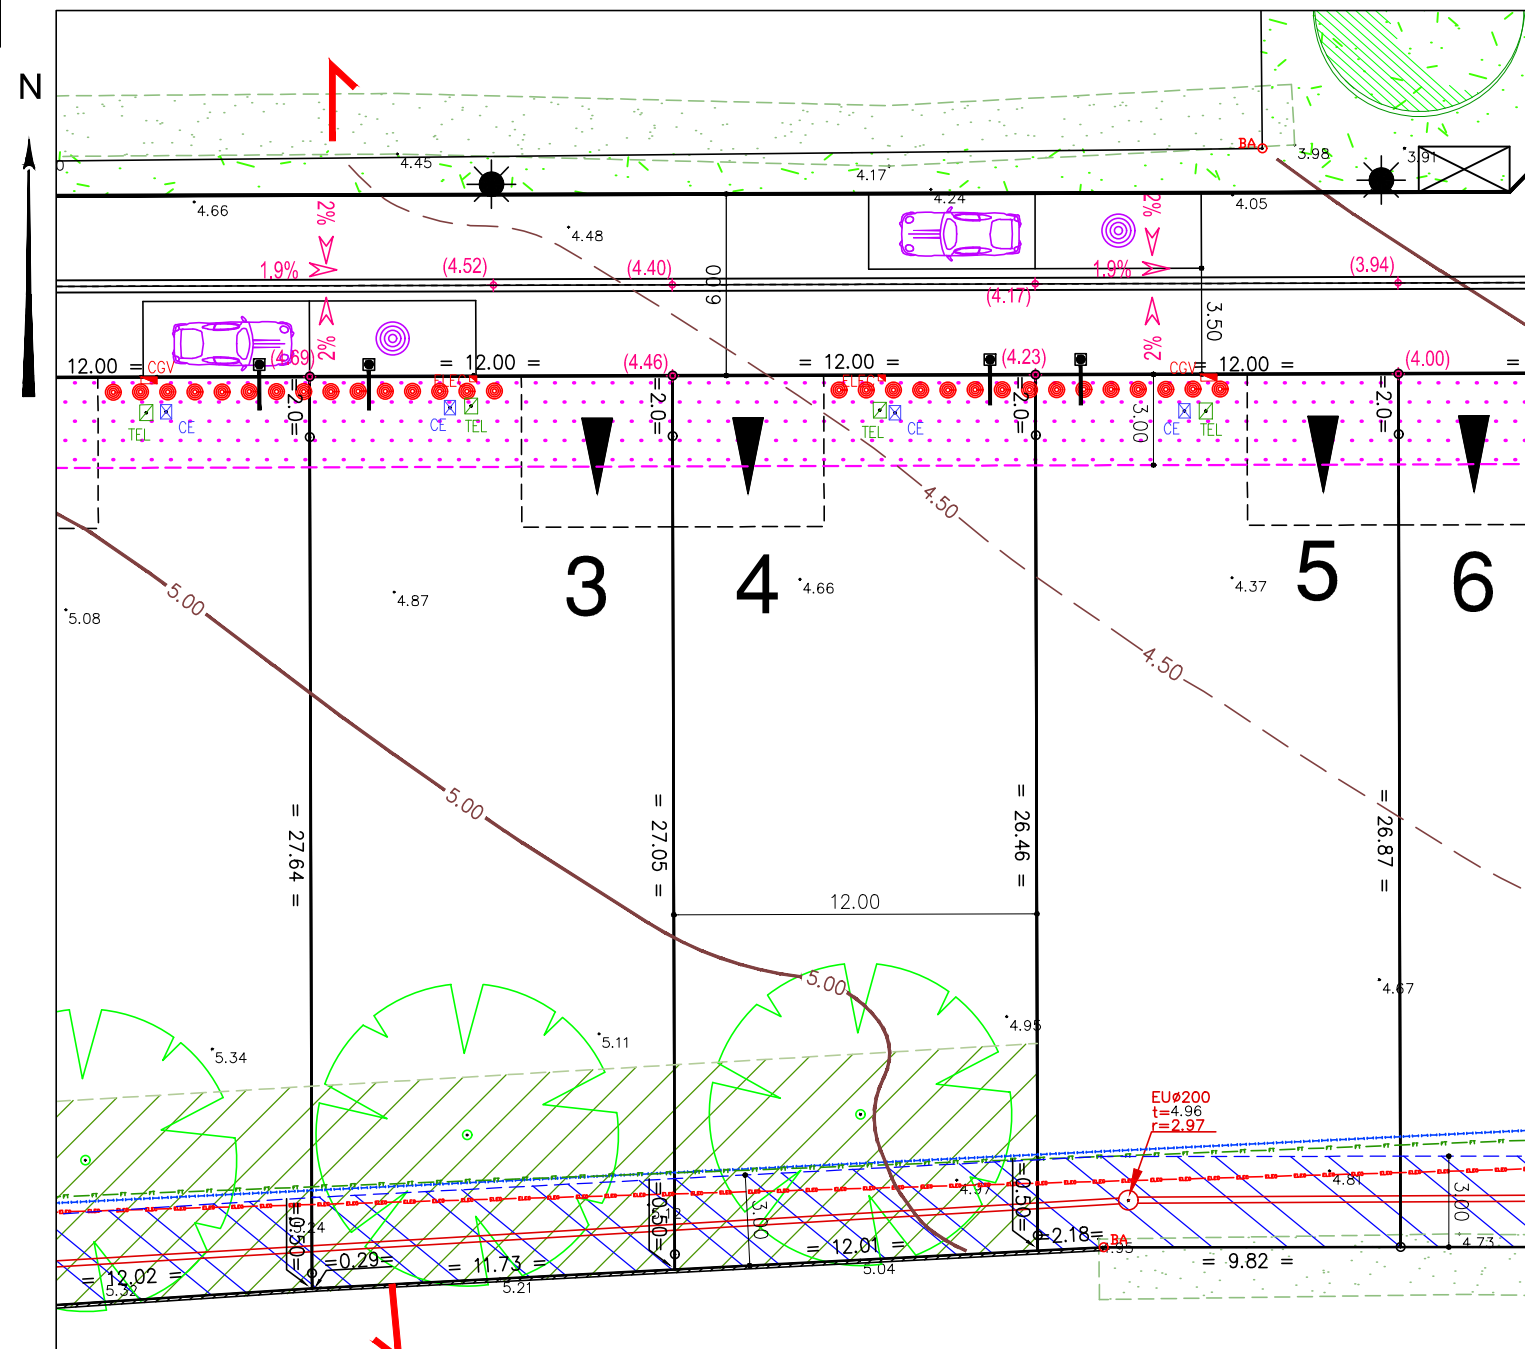 N
4.45
BA
3.98
3.91
4.17
4.24
4.05
4.66
2%
2%
4.48
1.9%
(4.52)
(4.40)
6.00
1.9%
(3.94)
(4.17)
3.50
2%
2%
(4.69)
12.00 =
CGV
= 12.00 =
(4.46)
= 12.00 =
(4.23)
CGV
= 12.00 =
(4.00)
=
ELEC
ELEC
=2.0=
=2.0=
=2.0=
=2.0=
TEL
CE
CE
TEL
TEL
CE
3.00
CE
TEL
4.50
3
4
5
6
5.00
4.87
4.66
4.37
5.08
4.50
5.00
= 27.64 =
= 27.05 =
= 26.46 =
= 26.87 =
12.00
5.00
4.67
5.34
5.11
4.95
EUø200
t=4.96
r=2.97
4.97
4.81
=0.50=
5.24
=0.50=
3.00
=0.50=
3.00
=2.18=
BA
4.73
=0.29=
= 11.73 =
= 12.01 =
= 9.82 =
= 12.02 =
5.32
5.21
5.04